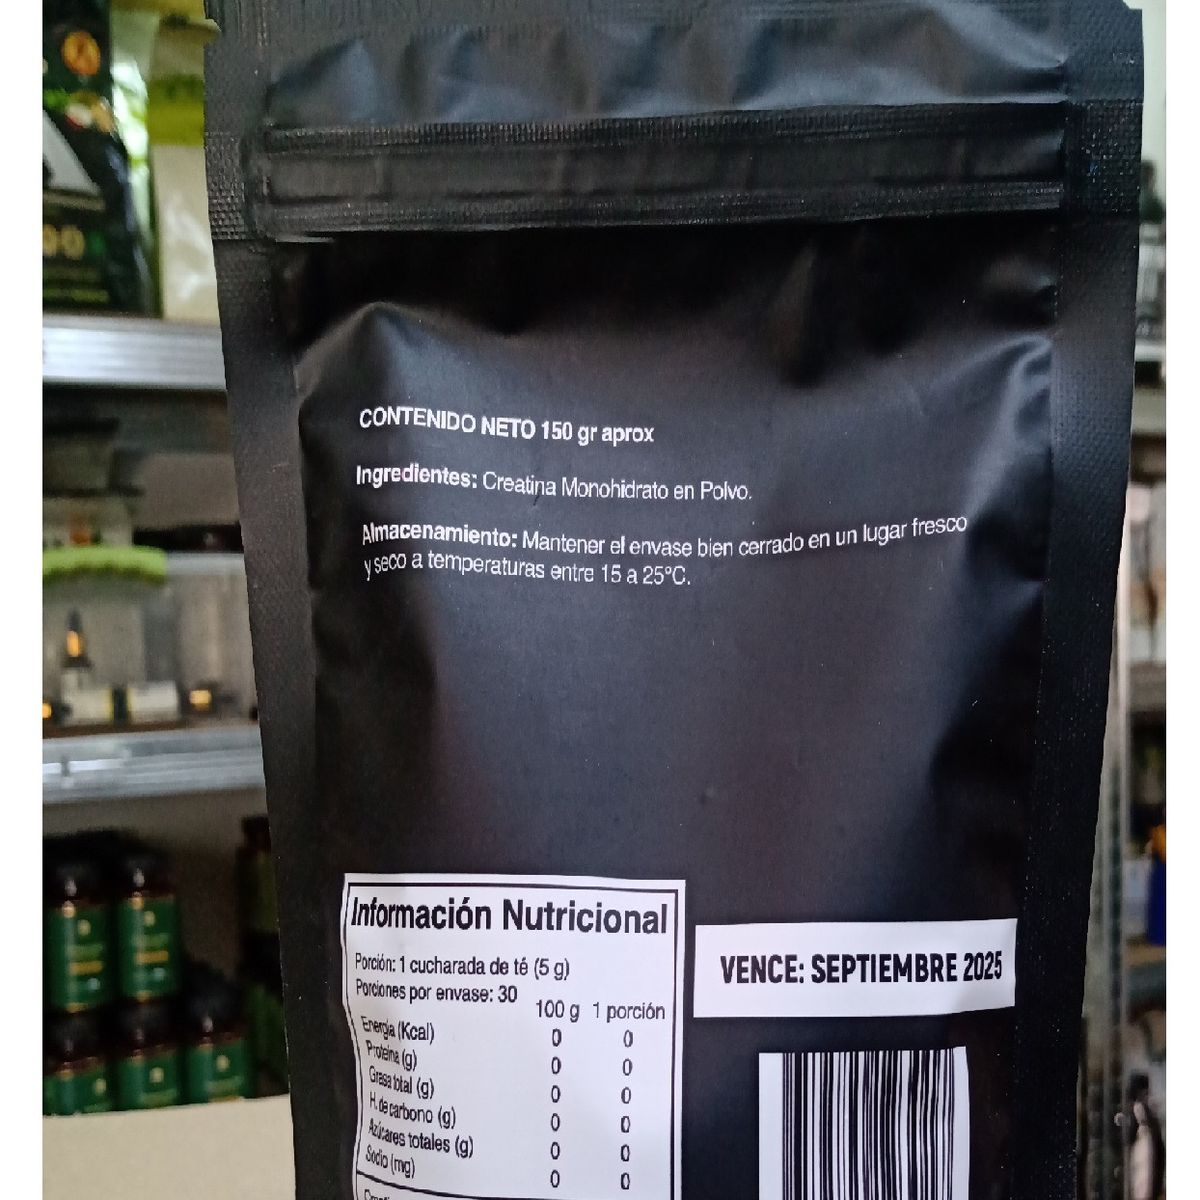 CONTENIDO NETO 150 gr aprox
Ingredientes: Creatina Monohidrato en Polvo.
Almacenamiento: Mantener el envase bien cerrado en un lugar fresco
y seco a temperaturas entre 15 a 25°C.
Información Nutricional
Porción: 1 cucharada de té (5 g)
Porciones por envase: 30
100 g 1 porción
Energía (Kcal) 0 0
Proteína (g) 0 0
Grasa total (g) 0 0
H. de carbono (g) 0 0
Azúcares totales (g) 0 0
Sodio (mg) 0 0
VENCE: SEPTIEMBRE 2025